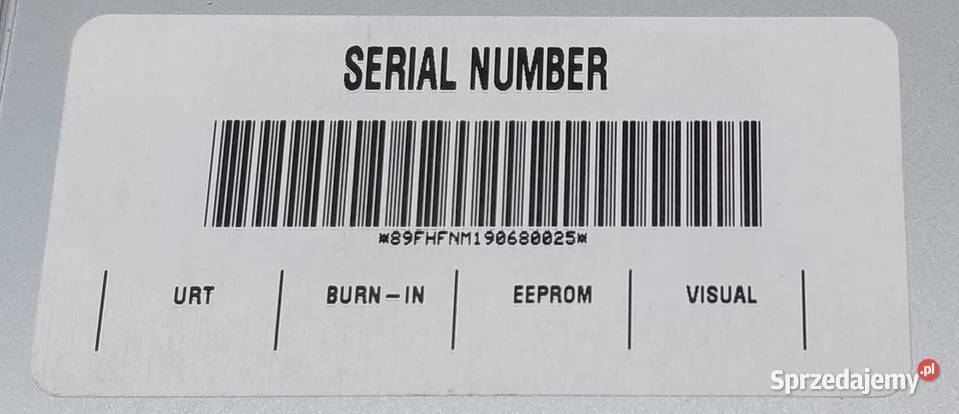 SERIAL NUMBER
*89FHFNM190680025*
URT BURN-IN EEPROM VISUAL
Sprzedajemy.pl